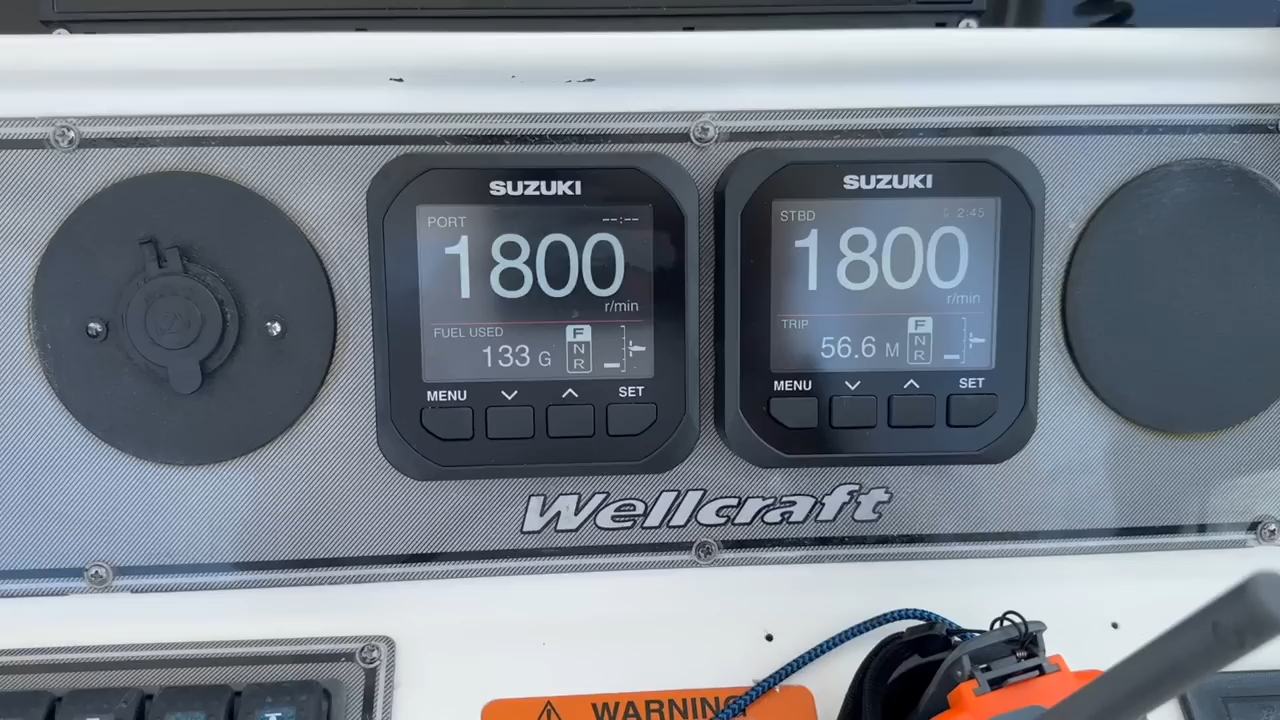 SUZUKI
PORT --:--
1800
r/min
FUEL USED
133 G
F
N
R
MENU
SET
SUZUKI
STBD 2:45
1800
r/min
TRIP
56.6 M
F
N
R
MENU
SET
Wellcraft
WARNING